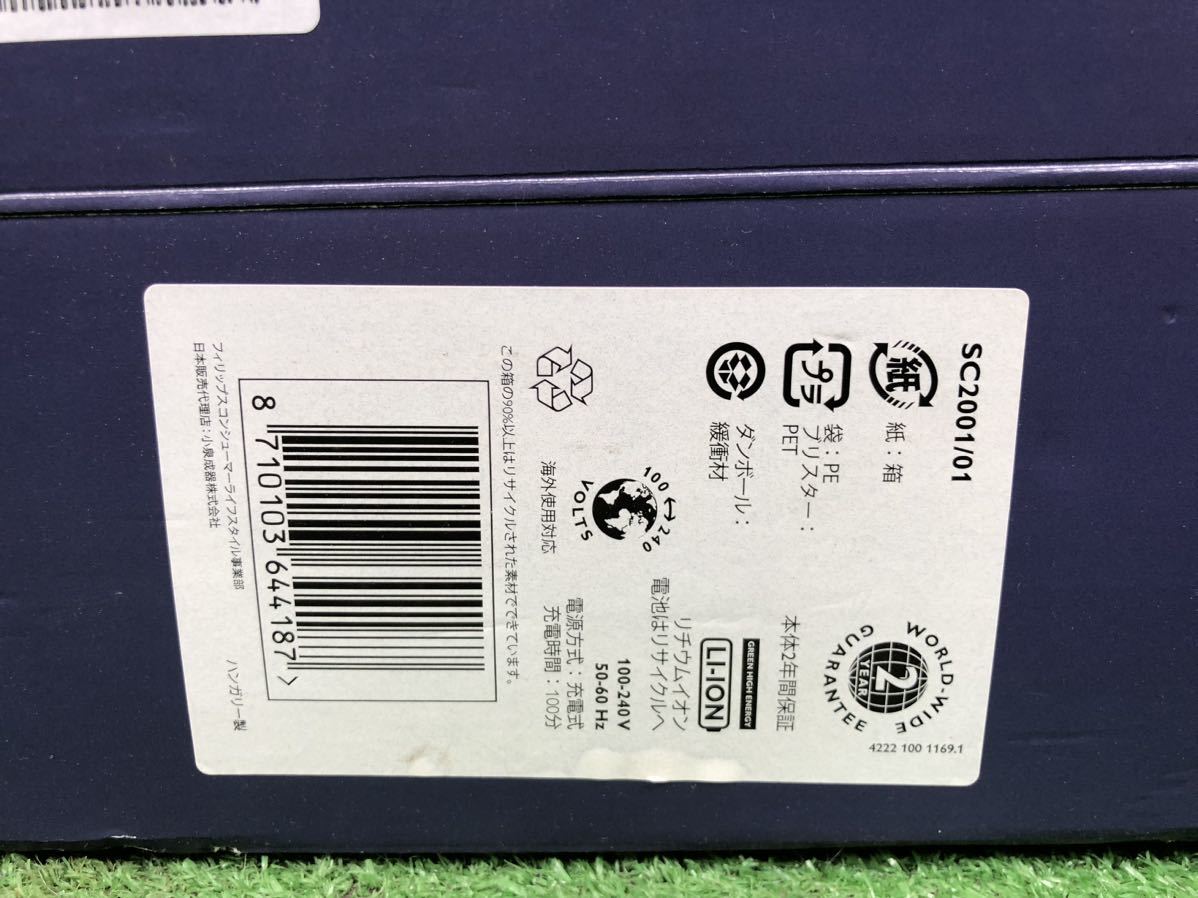 SC2001/01
紙
紙：箱
プラ
袋：PE
ブリスター：
PET
ダンボール：
緩衝材
WORLD-WIDE
2
YEAR
GUARANTEE
4222 100 1169.1
本体2年間保証
GREEN HIGH ENERGY
LI-ION
リチウムイオン
電池はリサイクルへ
100↔240
VOLTS
海外使用対応
100-240 V
50-60 Hz
電源方式：充電式
充電時間：100分
この箱の90%以上はリサイクルされた素材でできています。
8 710103 644187 >
フィリップスコンシューマーライフスタイル事業部
日本販売代理店：小泉成器株式会社
ハンガリー製